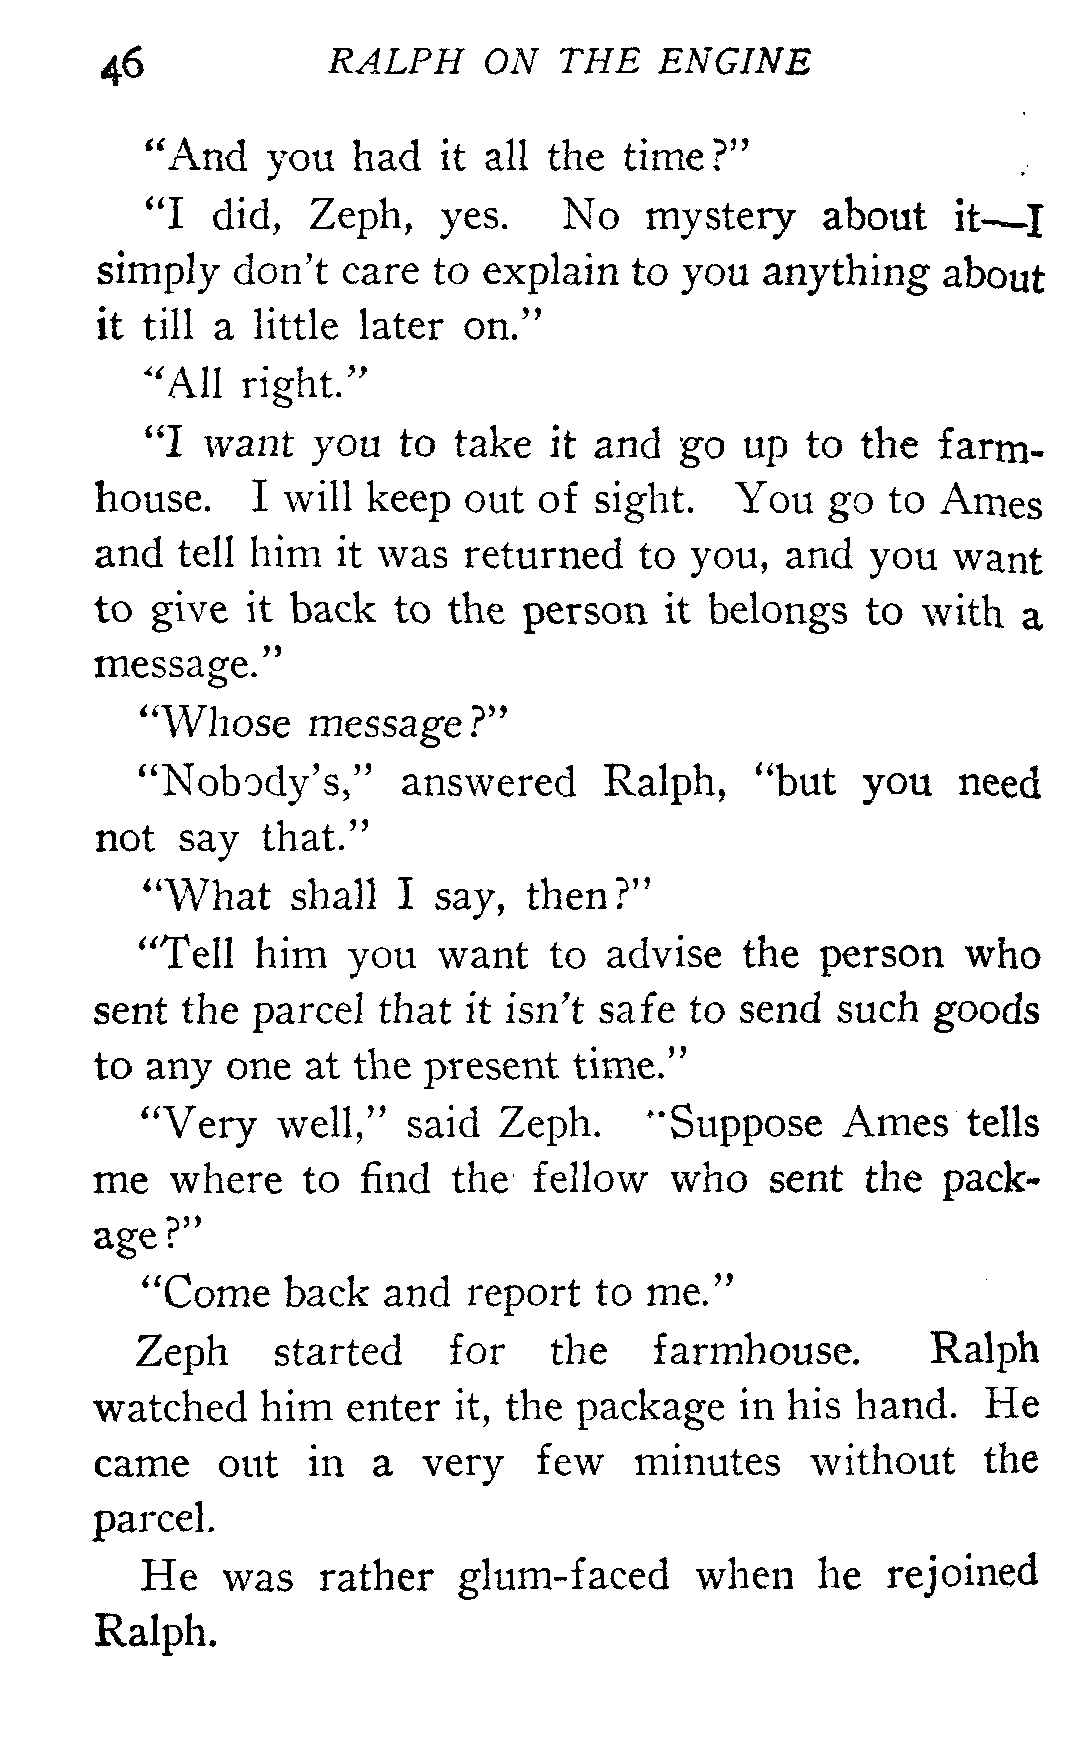 46 RALPH ON THE ENGINE
“And you had it all the time?”
“I did, Zeph, yes. No mystery about it—I
simply don’t care to explain to you anything about
it till a little later on.”
“All right.”
“I want you to take it and go up to the farm-
house. I will keep out of sight. You go to Ames
and tell him it was returned to you, and you want
to give it back to the person it belongs to with a
message.”
“Whose message?”
“Nobody’s,” answered Ralph, “but you need
not say that.”
“What shall I say, then?”
“Tell him you want to advise the person who
sent the parcel that it isn’t safe to send such goods
to any one at the present time.”
“Very well,” said Zeph. “Suppose Ames tells
me where to find the fellow who sent the pack-
age?”
“Come back and report to me.”
Zeph started for the farmhouse. Ralph
watched him enter it, the package in his hand. He
came out in a very few minutes without the
parcel.
He was rather glum-faced when he rejoined
Ralph.